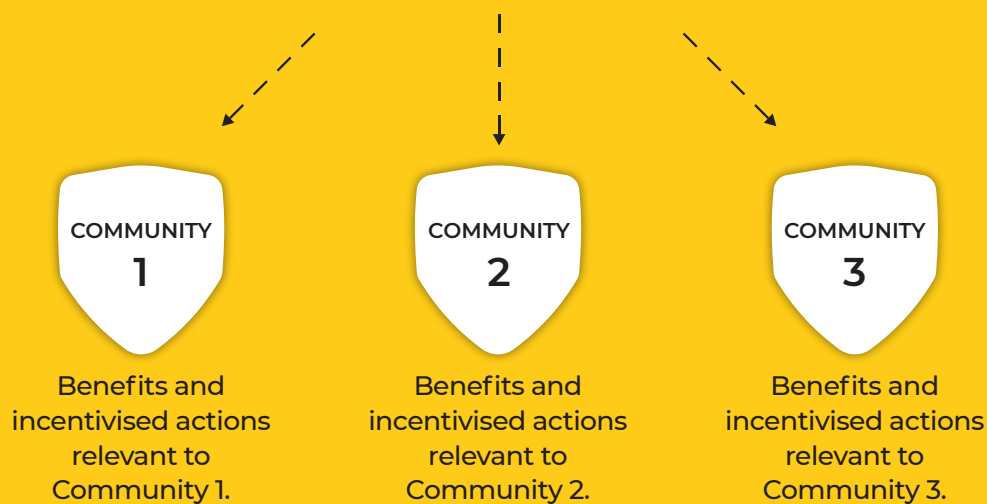 COMMUNITY
1
COMMUNITY
2
COMMUNITY
3
Benefits and
incentivised actions
relevant to
Community 1.
Benefits and
incentivised actions
relevant to
Community 2.
Benefits and
incentivised actions
relevant to
Community 3.